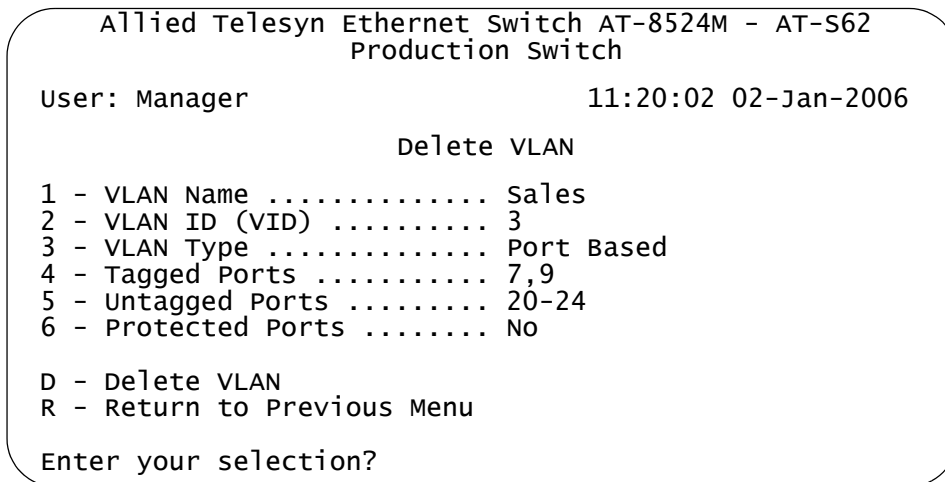 Allied Telesyn Ethernet Switch AT-8524M - AT-S62
Production Switch
User: Manager 11:20:02 02-Jan-2006
Delete VLAN
1 - VLAN Name .............. Sales
2 - VLAN ID (VID) .......... 3
3 - VLAN Type .............. Port Based
4 - Tagged Ports ........... 7,9
5 - Untagged Ports ......... 20-24
6 - Protected Ports ........ No
D - Delete VLAN
R - Return to Previous Menu
Enter your selection?